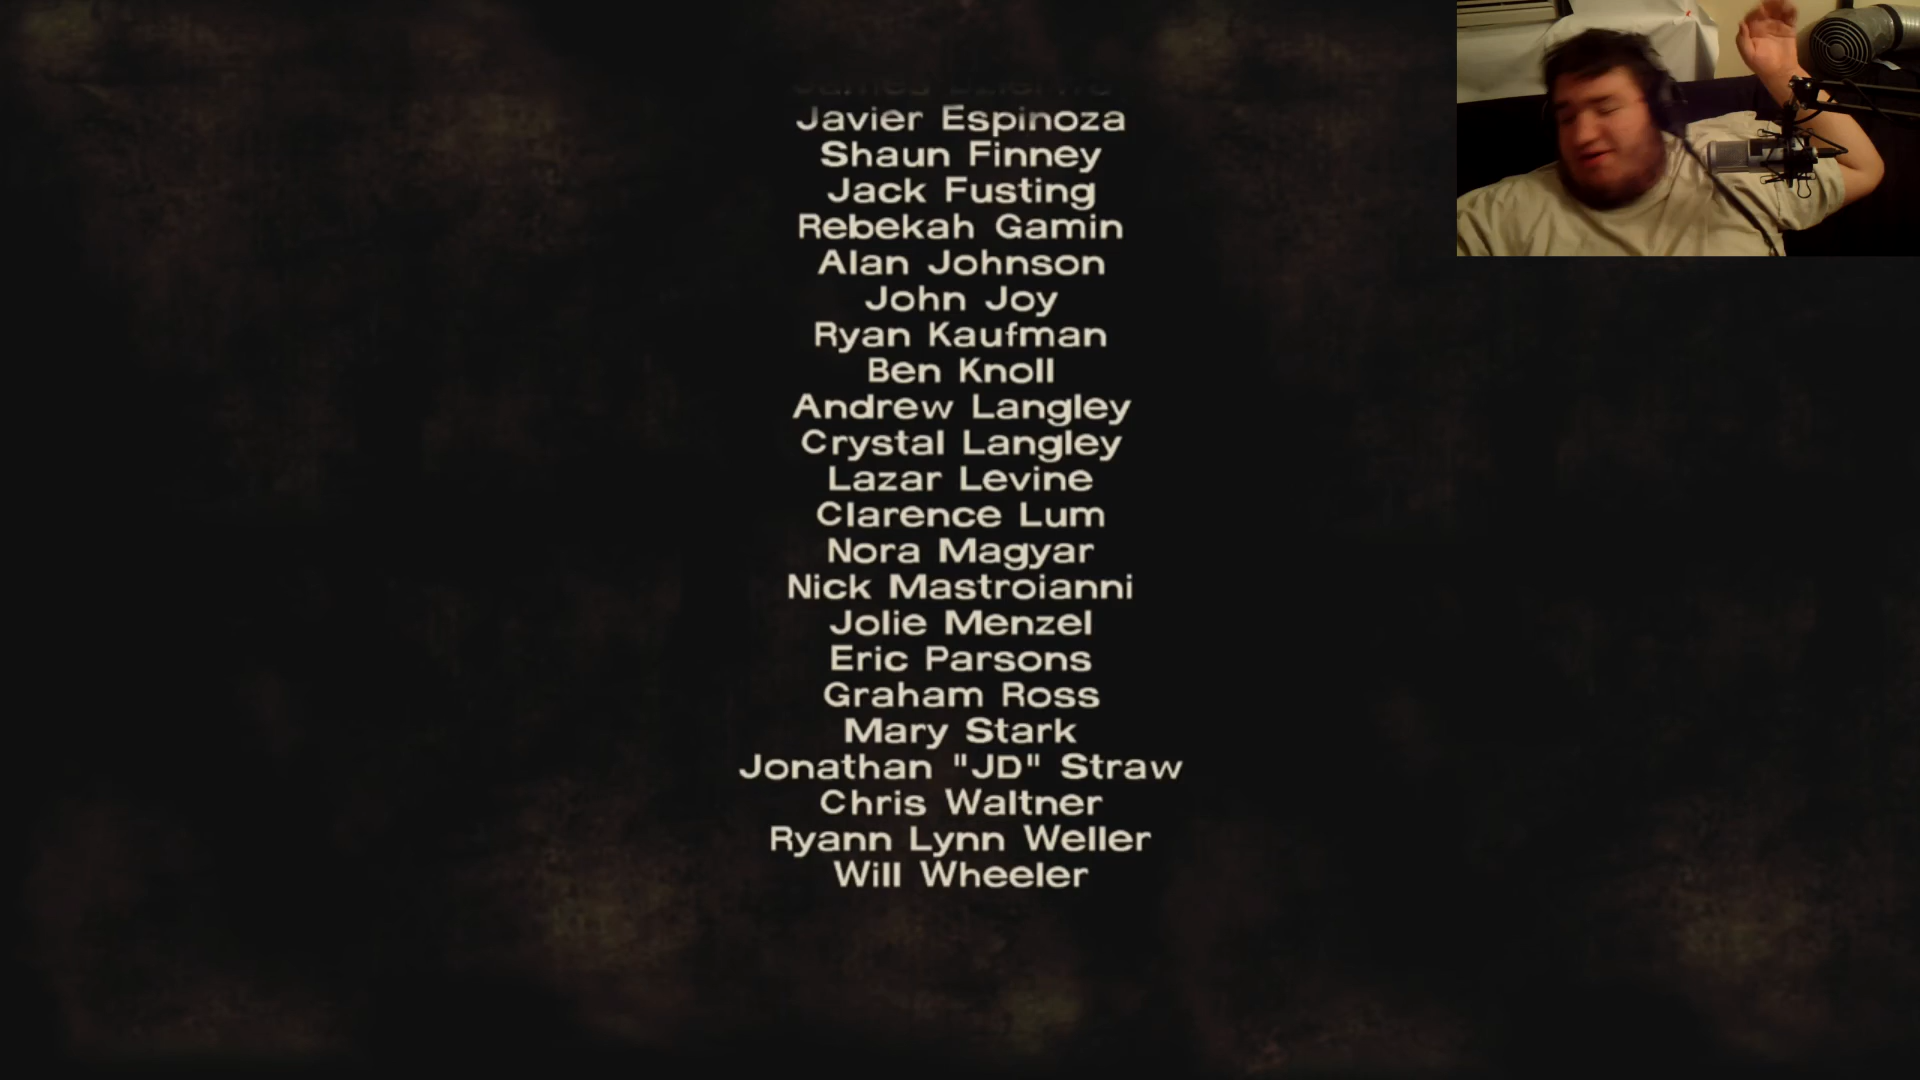 Javier Espinoza
Shaun Finney
Jack Fusting
Rebekah Gamin
Alan Johnson
John Joy
Ryan Kaufman
Ben Knoll
Andrew Langley
Crystal Langley
Lazar Levine
Clarence Lum
Nora Magyar
Nick Mastroianni
Jolie Menzel
Eric Parsons
Graham Ross
Mary Stark
Jonathan "JD" Straw
Chris Waltner
Ryann Lynn Weller
Will Wheeler